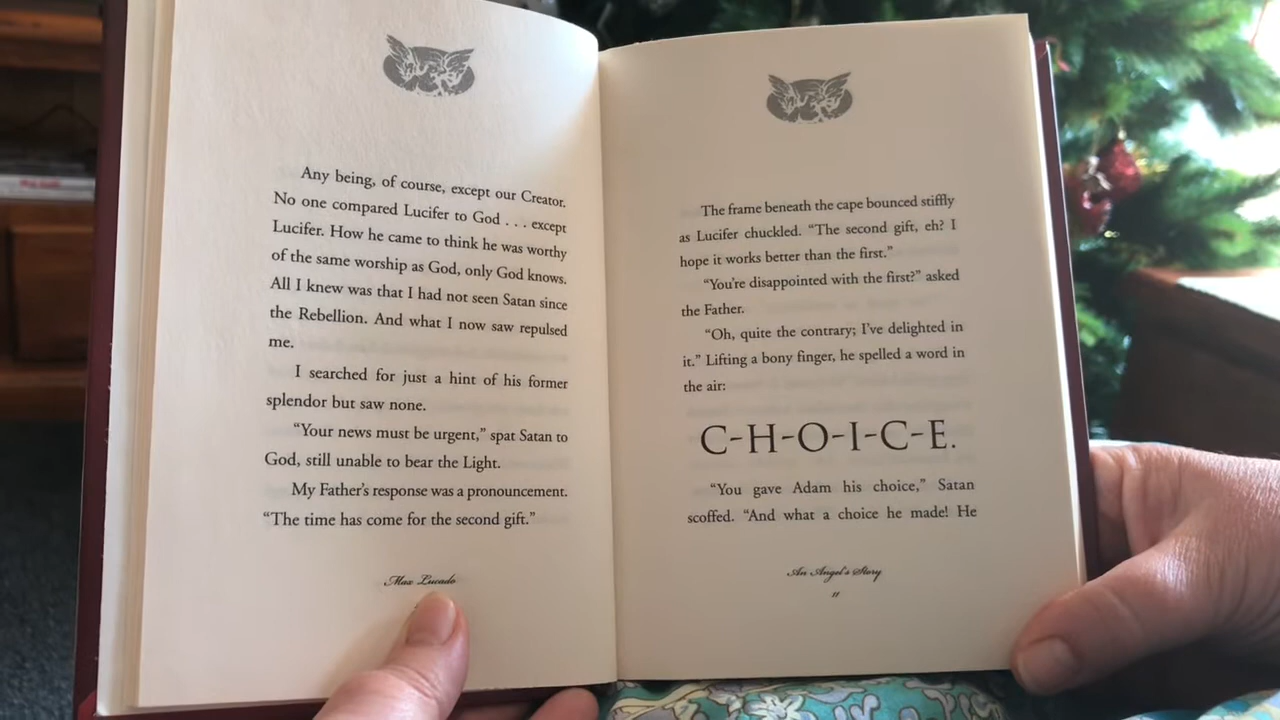 Any being, of course, except our Creator.
No one compared Lucifer to God . . . except
Lucifer. How he came to think he was worthy
of the same worship as God, only God knows.
All I knew was that I had not seen Satan since
the Rebellion. And what I now saw repulsed
me.
I searched for just a hint of his former
splendor but saw none.
“Your news must be urgent,” spat Satan to
God, still unable to bear the Light.
My Father’s response was a pronouncement.
“The time has come for the second gift.”
Max Lucado
The frame beneath the cape bounced stiffly
as Lucifer chuckled. “The second gift, eh? I
hope it works better than the first.”
“You’re disappointed with the first?” asked
the Father.
“Oh, quite the contrary; I’ve delighted in
it.” Lifting a bony finger, he spelled a word in
the air:
C-H-O-I-C-E.
“You gave Adam his choice,” Satan
scoffed. “And what a choice he made! He
An Angel’s Story
11